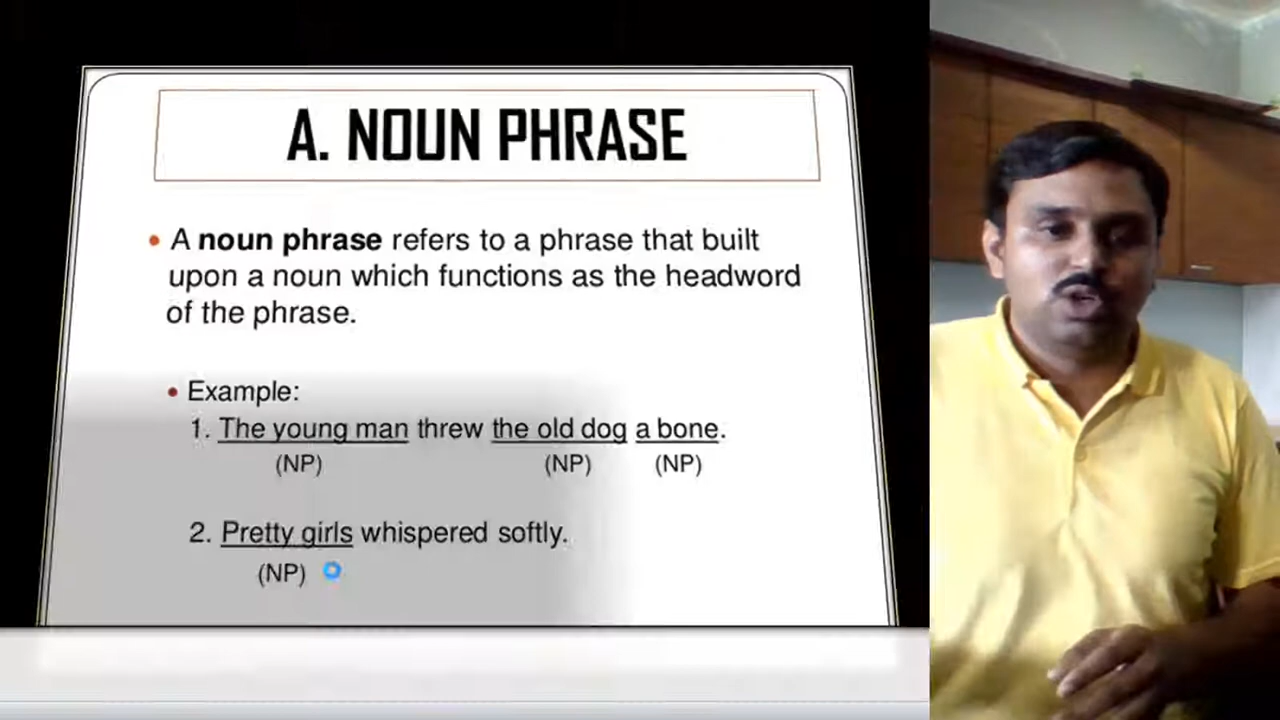 A. NOUN PHRASE
• A noun phrase refers to a phrase that built
upon a noun which functions as the headword
of the phrase.
• Example:
1. The young man threw the old dog a bone.
(NP) (NP) (NP)
2. Pretty girls whispered softly.
(NP)